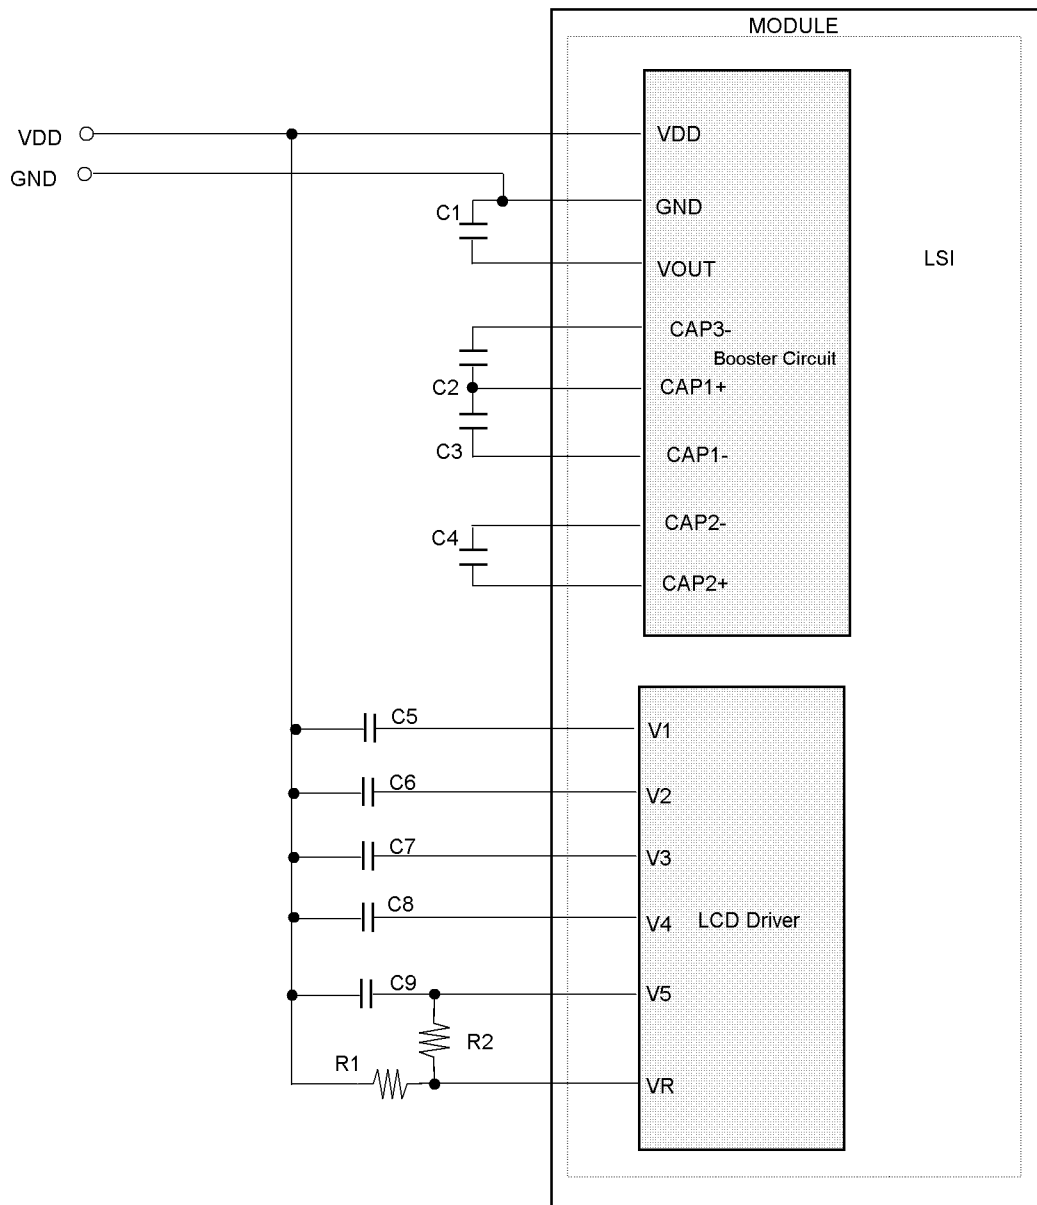 MODULE
VDD
VDD
GND
C1
GND
LSI
VOUT
CAP3-
Booster Circuit
C2
CAP1+
C3
CAP1-
CAP2-
C4
CAP2+
C5
V1
C6
V2
C7
V3
C8
V4
LCD Driver
C9
V5
R2
R1
VR